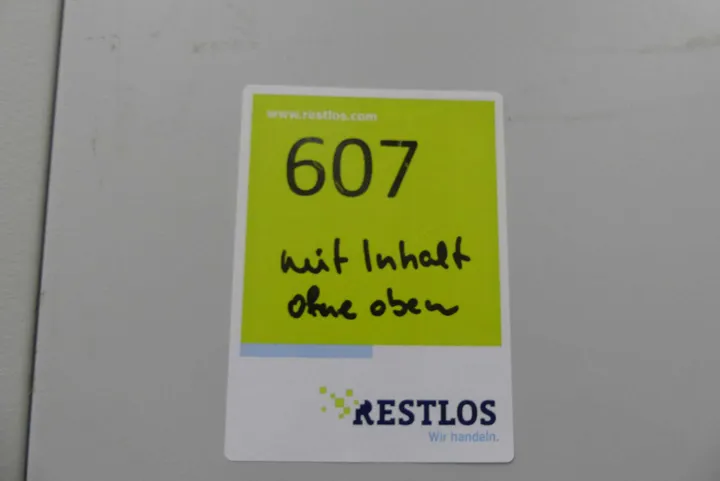 www.restlos.com
607
mit Inhalt
ohne oben
RESTLOS
Wir handeln.